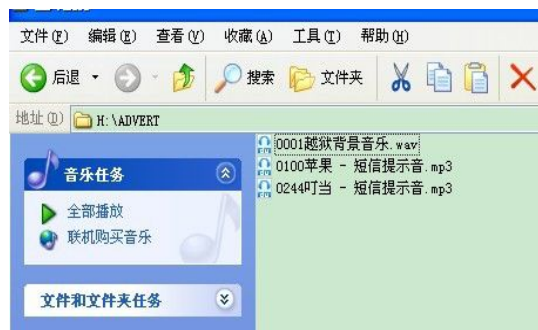 文件(F) 编辑(E) 查看(V) 收藏(A) 工具(T) 帮助(H)
后退 搜索 文件夹
地址(D) H:\ADVERT
0001越狱背景音乐.wav
0100苹果 - 短信提示音.mp3
0244叮当 - 短信提示音.mp3
音乐任务
全部播放
联机购买音乐
文件和文件夹任务